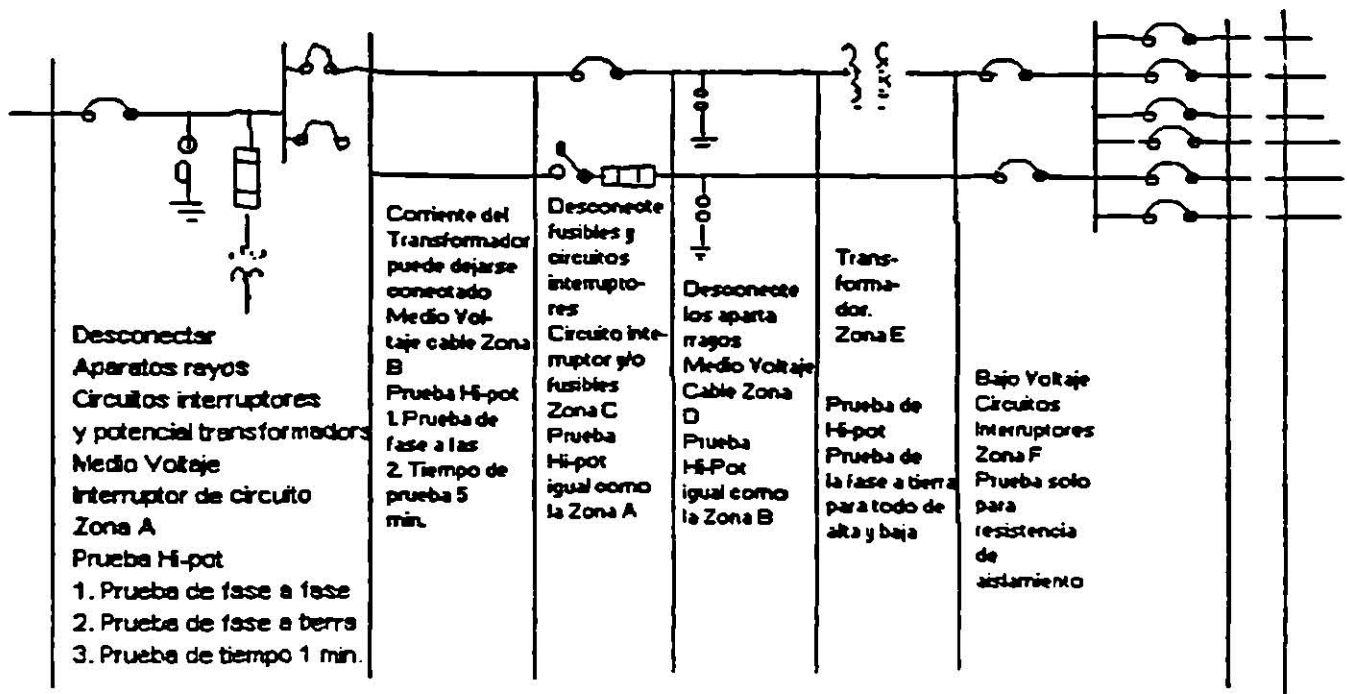 Desconectar
Aparatos rayos
Circuitos interruptores
y potencial transformadors
Medio Voltaje
Interruptor de circuito
Zona A
Prueba Hi-pot
1. Prueba de fase a fase
2. Prueba de fase a tierra
3. Prueba de tiempo 1 min.
Corriente del
Transformador
puede dejarse
conectado
Medio Vol-
taje cable Zona
B
Prueba Hi-pot
1. Prueba de
fase a las
2. Tiempo de
prueba 5
min.
Desconecte
fusibles y
circuitos
interrupto-
res
Circuito inte-
rruptor y/o
fusibles
Zona C
Prueba
Hi-pot
igual como
la Zona A
Desconecte
los aparta
rrayos
Medio Voltaje
Cable Zona
D
Prueba
Hi-Pot
igual como
la Zona B
Trans-
forma-
dor.
Zona E
Prueba de
Hi-pot
Prueba de
la fase a tierra
para todo de
alta y baja
Bajo Voltaje
Circuitos
Interruptores
Zona F
Prueba solo
para
resistencia
de
aislamiento